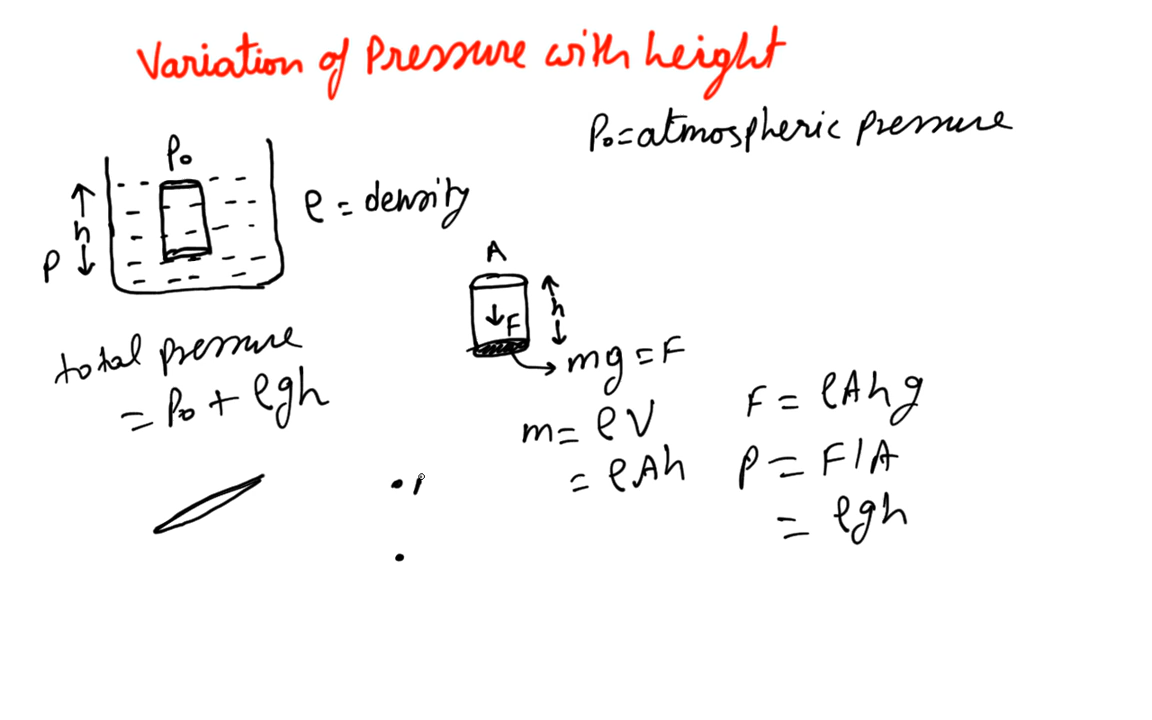 Variation of Pressure with height
P₀ = atmospheric pressure
P₀
h
P
ρ = density
A
F
h
mg = F
total pressure
= P₀ + ρgh
m = ρV
= ρAh
F = ρAhg
P = F/A
= ρgh